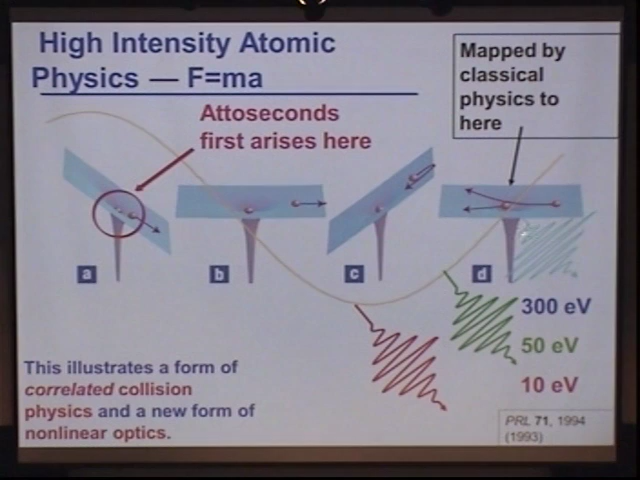 High Intensity Atomic
Physics — F=ma
Mapped by
classical
physics to
here
Attoseconds
first arises here
a
b
c
d
300 eV
50 eV
10 eV
This illustrates a form of
correlated collision
physics and a new form of
nonlinear optics.
PRL 71, 1994
(1993)